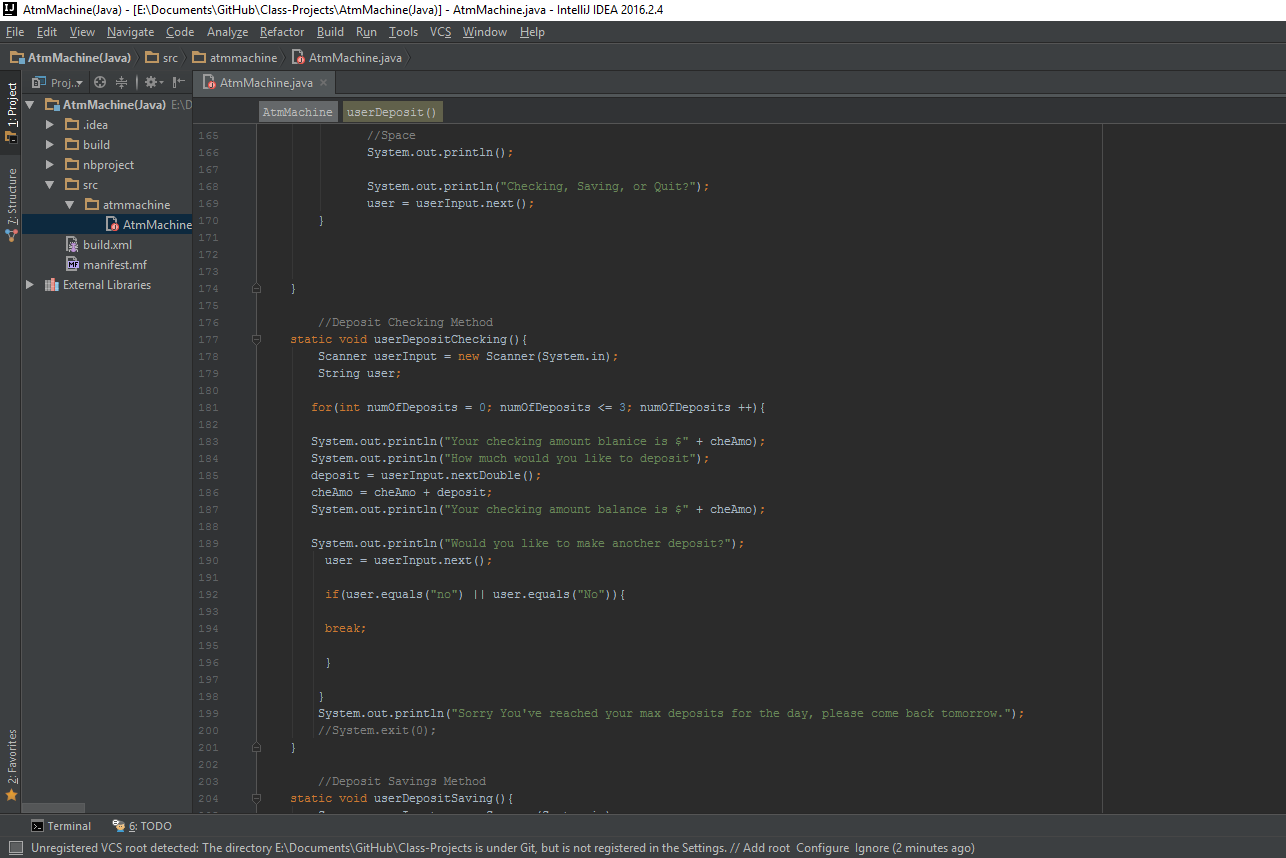 AtmMachine(Java) - [E:\Documents\GitHub\Class-Projects\AtmMachine(Java)] - AtmMachine.java - IntelliJ IDEA 2016.2.4
File Edit View Navigate Code Analyze Refactor Build Run Tools VCS Window Help
AtmMachine(Java) src atmmachine AtmMachine.java
1: Project
7: Structure
2: Favorites
Proj..
AtmMachine(Java) E:\D
.idea
build
nbproject
src
atmmachine
AtmMachine
build.xml
manifest.mf
External Libraries
AtmMachine.java
AtmMachine userDeposit()
165 //Space
166 System.out.println();
167
168 System.out.println("Checking, Saving, or Quit?");
169 user = userInput.next();
170 }
171
172
173
174 }
175
176 //Deposit Checking Method
177 static void userDepositChecking(){
178 Scanner userInput = new Scanner(System.in);
179 String user;
180
181 for(int numOfDeposits = 0; numOfDeposits <= 3; numOfDeposits ++){
182
183 System.out.println("Your checking amount blanice is $" + cheAmo);
184 System.out.println("How much would you like to deposit");
185 deposit = userInput.nextDouble();
186 cheAmo = cheAmo + deposit;
187 System.out.println("Your checking amount balance is $" + cheAmo);
188
189 System.out.println("Would you like to make another deposit?");
190 user = userInput.next();
191
192 if(user.equals("no") || user.equals("No")){
193
194 break;
195
196 }
197
198 }
199 System.out.println("Sorry You've reached your max deposits for the day, please come back tomorrow.");
200 //System.exit(0);
201 }
202
203 //Deposit Savings Method
204 static void userDepositSaving(){
Terminal 6: TODO
Unregistered VCS root detected: The directory E:\Documents\GitHub\Class-Projects is under Git, but is not registered in the Settings. // Add root Configure Ignore (2 minutes ago)